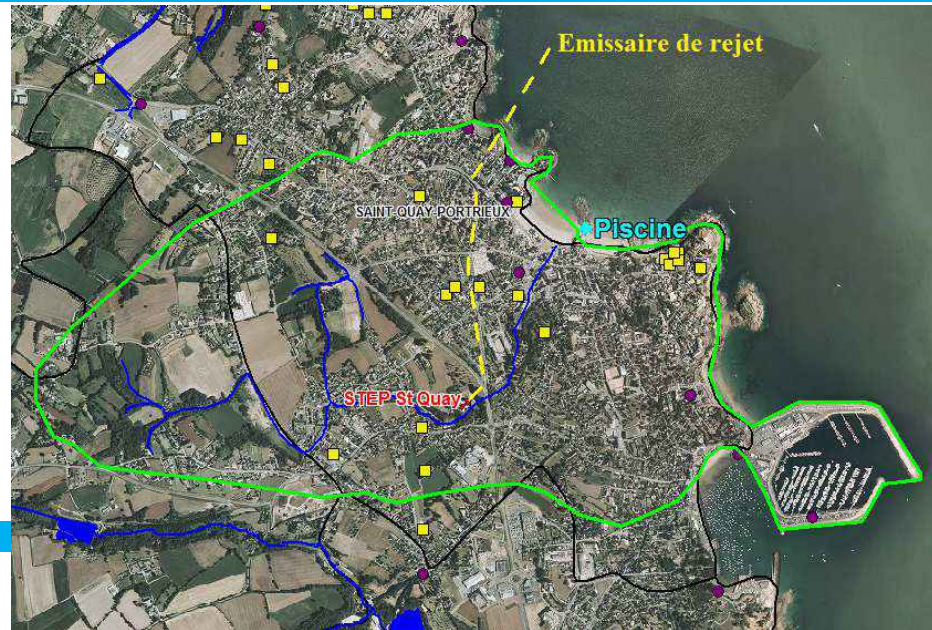 Emissaire de rejet
SAINT-QUAY-PORTRIEUX
Piscine
STEP St Quay